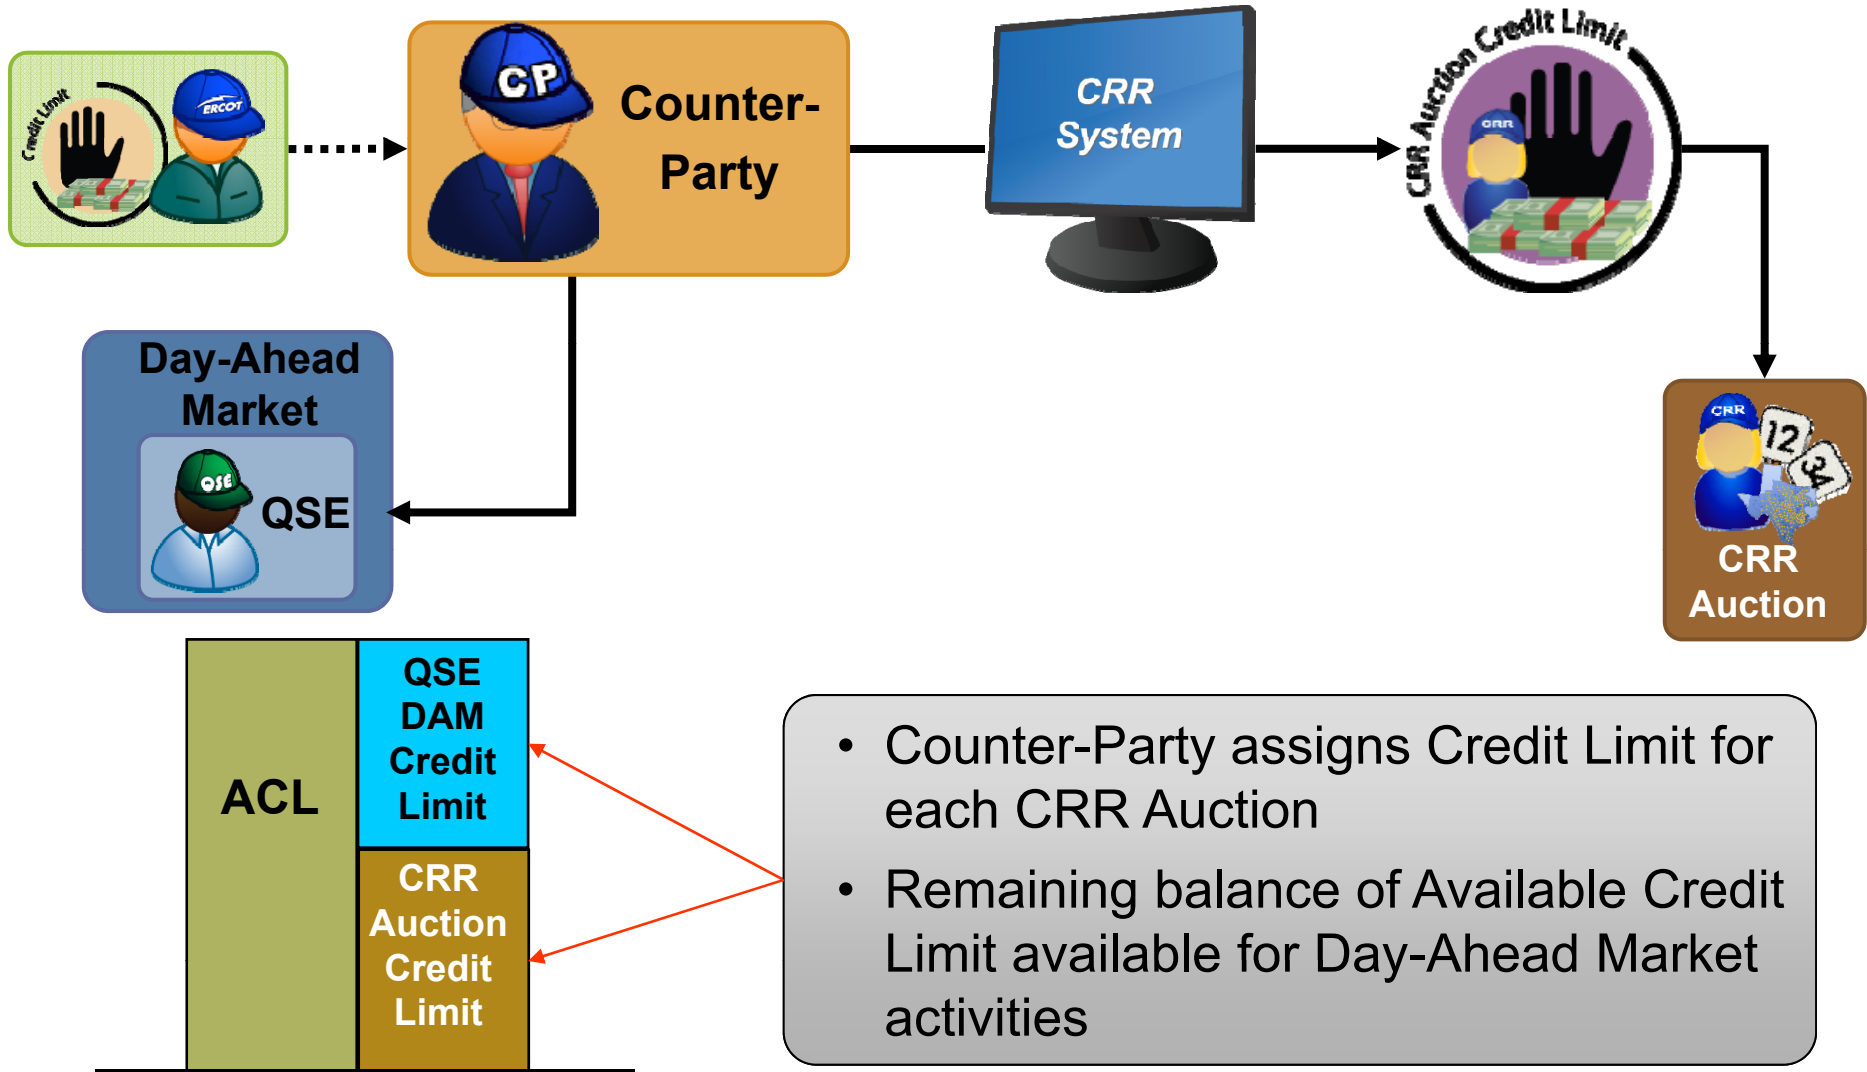 Credit Limit
ERCOT
CP
Counter-
Party
CRR
System
CRR Auction Credit Limit
CRR
Day-Ahead
Market
QSE
QSE
CRR
12
34
CRR
Auction
ACL
QSE
DAM
Credit
Limit
CRR
Auction
Credit
Limit
• Counter-Party assigns Credit Limit for
each CRR Auction
• Remaining balance of Available Credit
Limit available for Day-Ahead Market
activities